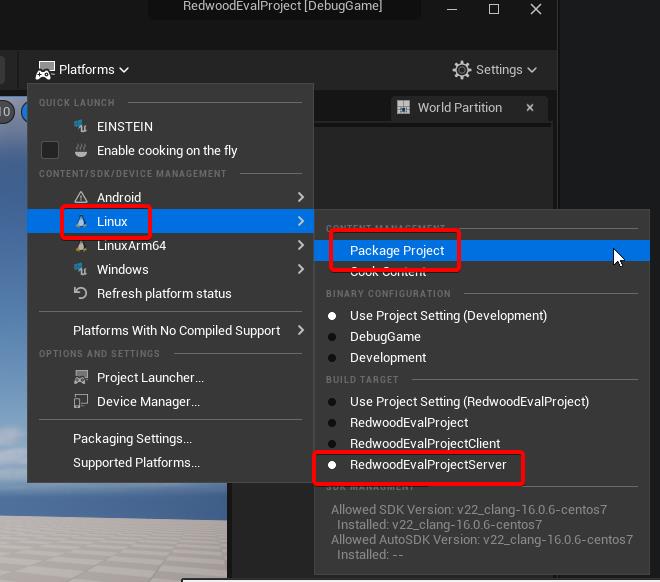 RedwoodEvalProject [DebugGame]
Platforms
Settings
10
World Partition
QUICK LAUNCH
EINSTEIN
Enable cooking on the fly
CONTENT/SDK/DEVICE MANAGEMENT
Android
Linux
LinuxArm64
Windows
Refresh platform status
Platforms With No Compiled Support
OPTIONS AND SETTINGS
Project Launcher...
Device Manager...
Packaging Settings...
Supported Platforms...
CONTENT MANAGEMENT
Package Project
Cook Content
BINARY CONFIGURATION
Use Project Setting (Development)
DebugGame
Development
BUILD TARGET
Use Project Setting (RedwoodEvalProject)
RedwoodEvalProject
RedwoodEvalProjectClient
RedwoodEvalProjectServer
SDK MANAGMENT
Allowed SDK Version: v22_clang-16.0.6-centos7
Installed: v22_clang-16.0.6-centos7
Allowed AutoSDK Version: v22_clang-16.0.6-centos7
Installed: --